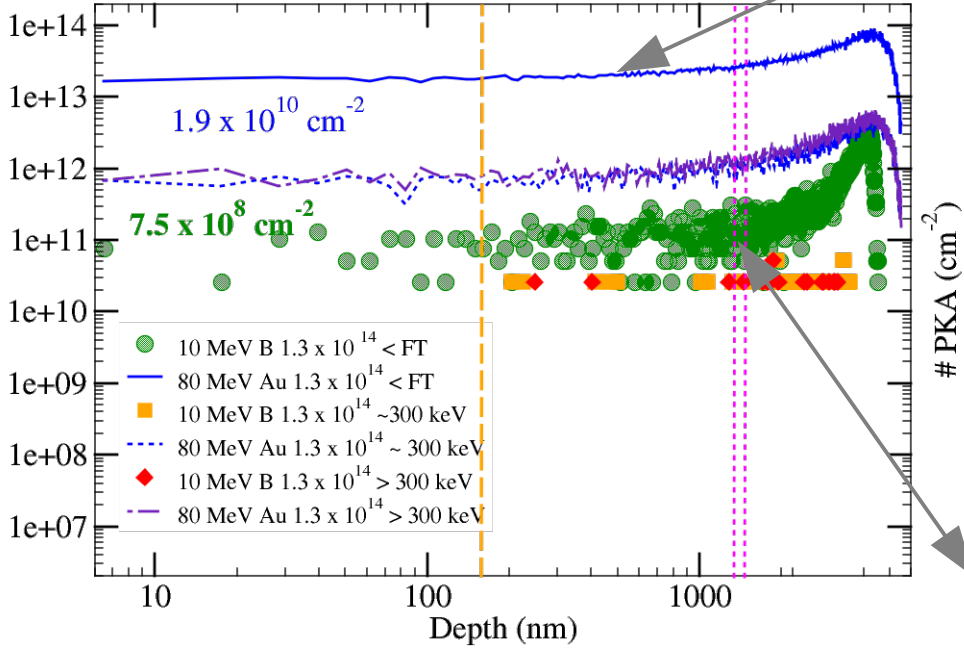 1e+14
1e+13
1e+12
1e+11
1e+10
1e+09
1e+08
1e+07
1.9 x 10^10 cm^-2
7.5 x 10^8 cm^-2
10 MeV B 1.3 x 10^14 < FT
80 MeV Au 1.3 x 10^14 < FT
10 MeV B 1.3 x 10^14 ~300 keV
80 MeV Au 1.3 x 10^14 ~ 300 keV
10 MeV B 1.3 x 10^14 > 300 keV
80 MeV Au 1.3 x 10^14 > 300 keV
# PKA (cm^-2)
10
100
1000
Depth (nm)